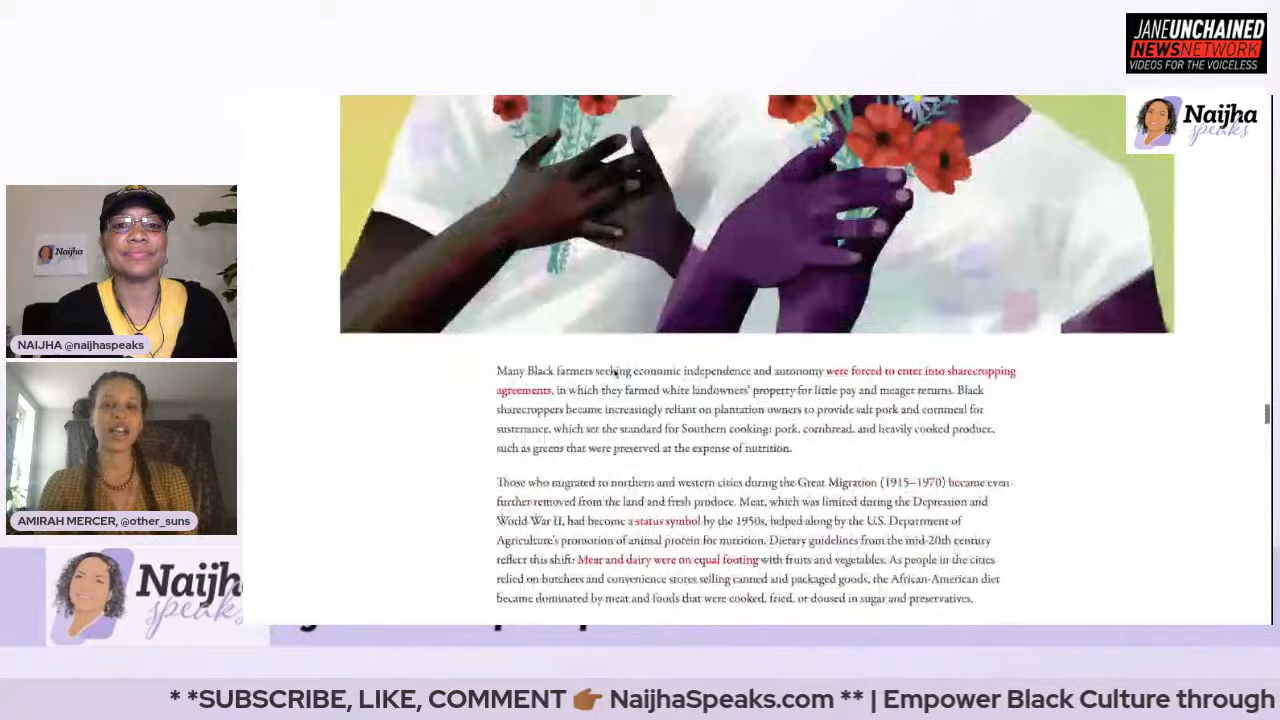 JANEUNCHAINED
NEWSNETWORK
VIDEOS FOR THE VOICELESS
Naijha
speaks
Naijha
NAIJHA @naijhaspeaks
AMIRAH MERCER, @other_suns
Many Black farmers seeking economic independence and autonomy were forced to enter into sharecropping
agreements, in which they farmed white landowners' property for little pay and meager returns. Black
sharecroppers became increasingly reliant on plantation owners to provide salt pork and cornmeal for
sustenance, which set the standard for Southern cooking: pork, cornbread, and heavily cooked produce,
such as greens that were preserved at the expense of nutrition.
Those who migrated to northern and western cities during the Great Migration (1915–1970) became even
further removed from the land and fresh produce. Meat, which was limited during the Depression and
World War II, had become a status symbol by the 1950s, helped along by the U.S. Department of
Agriculture's promotion of animal protein for nutrition. Dietary guidelines from the mid-20th century
reflect this shift: Meat and dairy were on equal footing with fruits and vegetables. As people in the cities
relied on butchers and convenience stores selling canned and packaged goods, the African-American diet
became dominated by meat and foods that were cooked, fried, or doused in sugar and preservatives.
Naijh
speaks
* *SUBSCRIBE, LIKE, COMMENT 👉🏾 NaijhaSpeaks.com ** | Empower Black Culture through